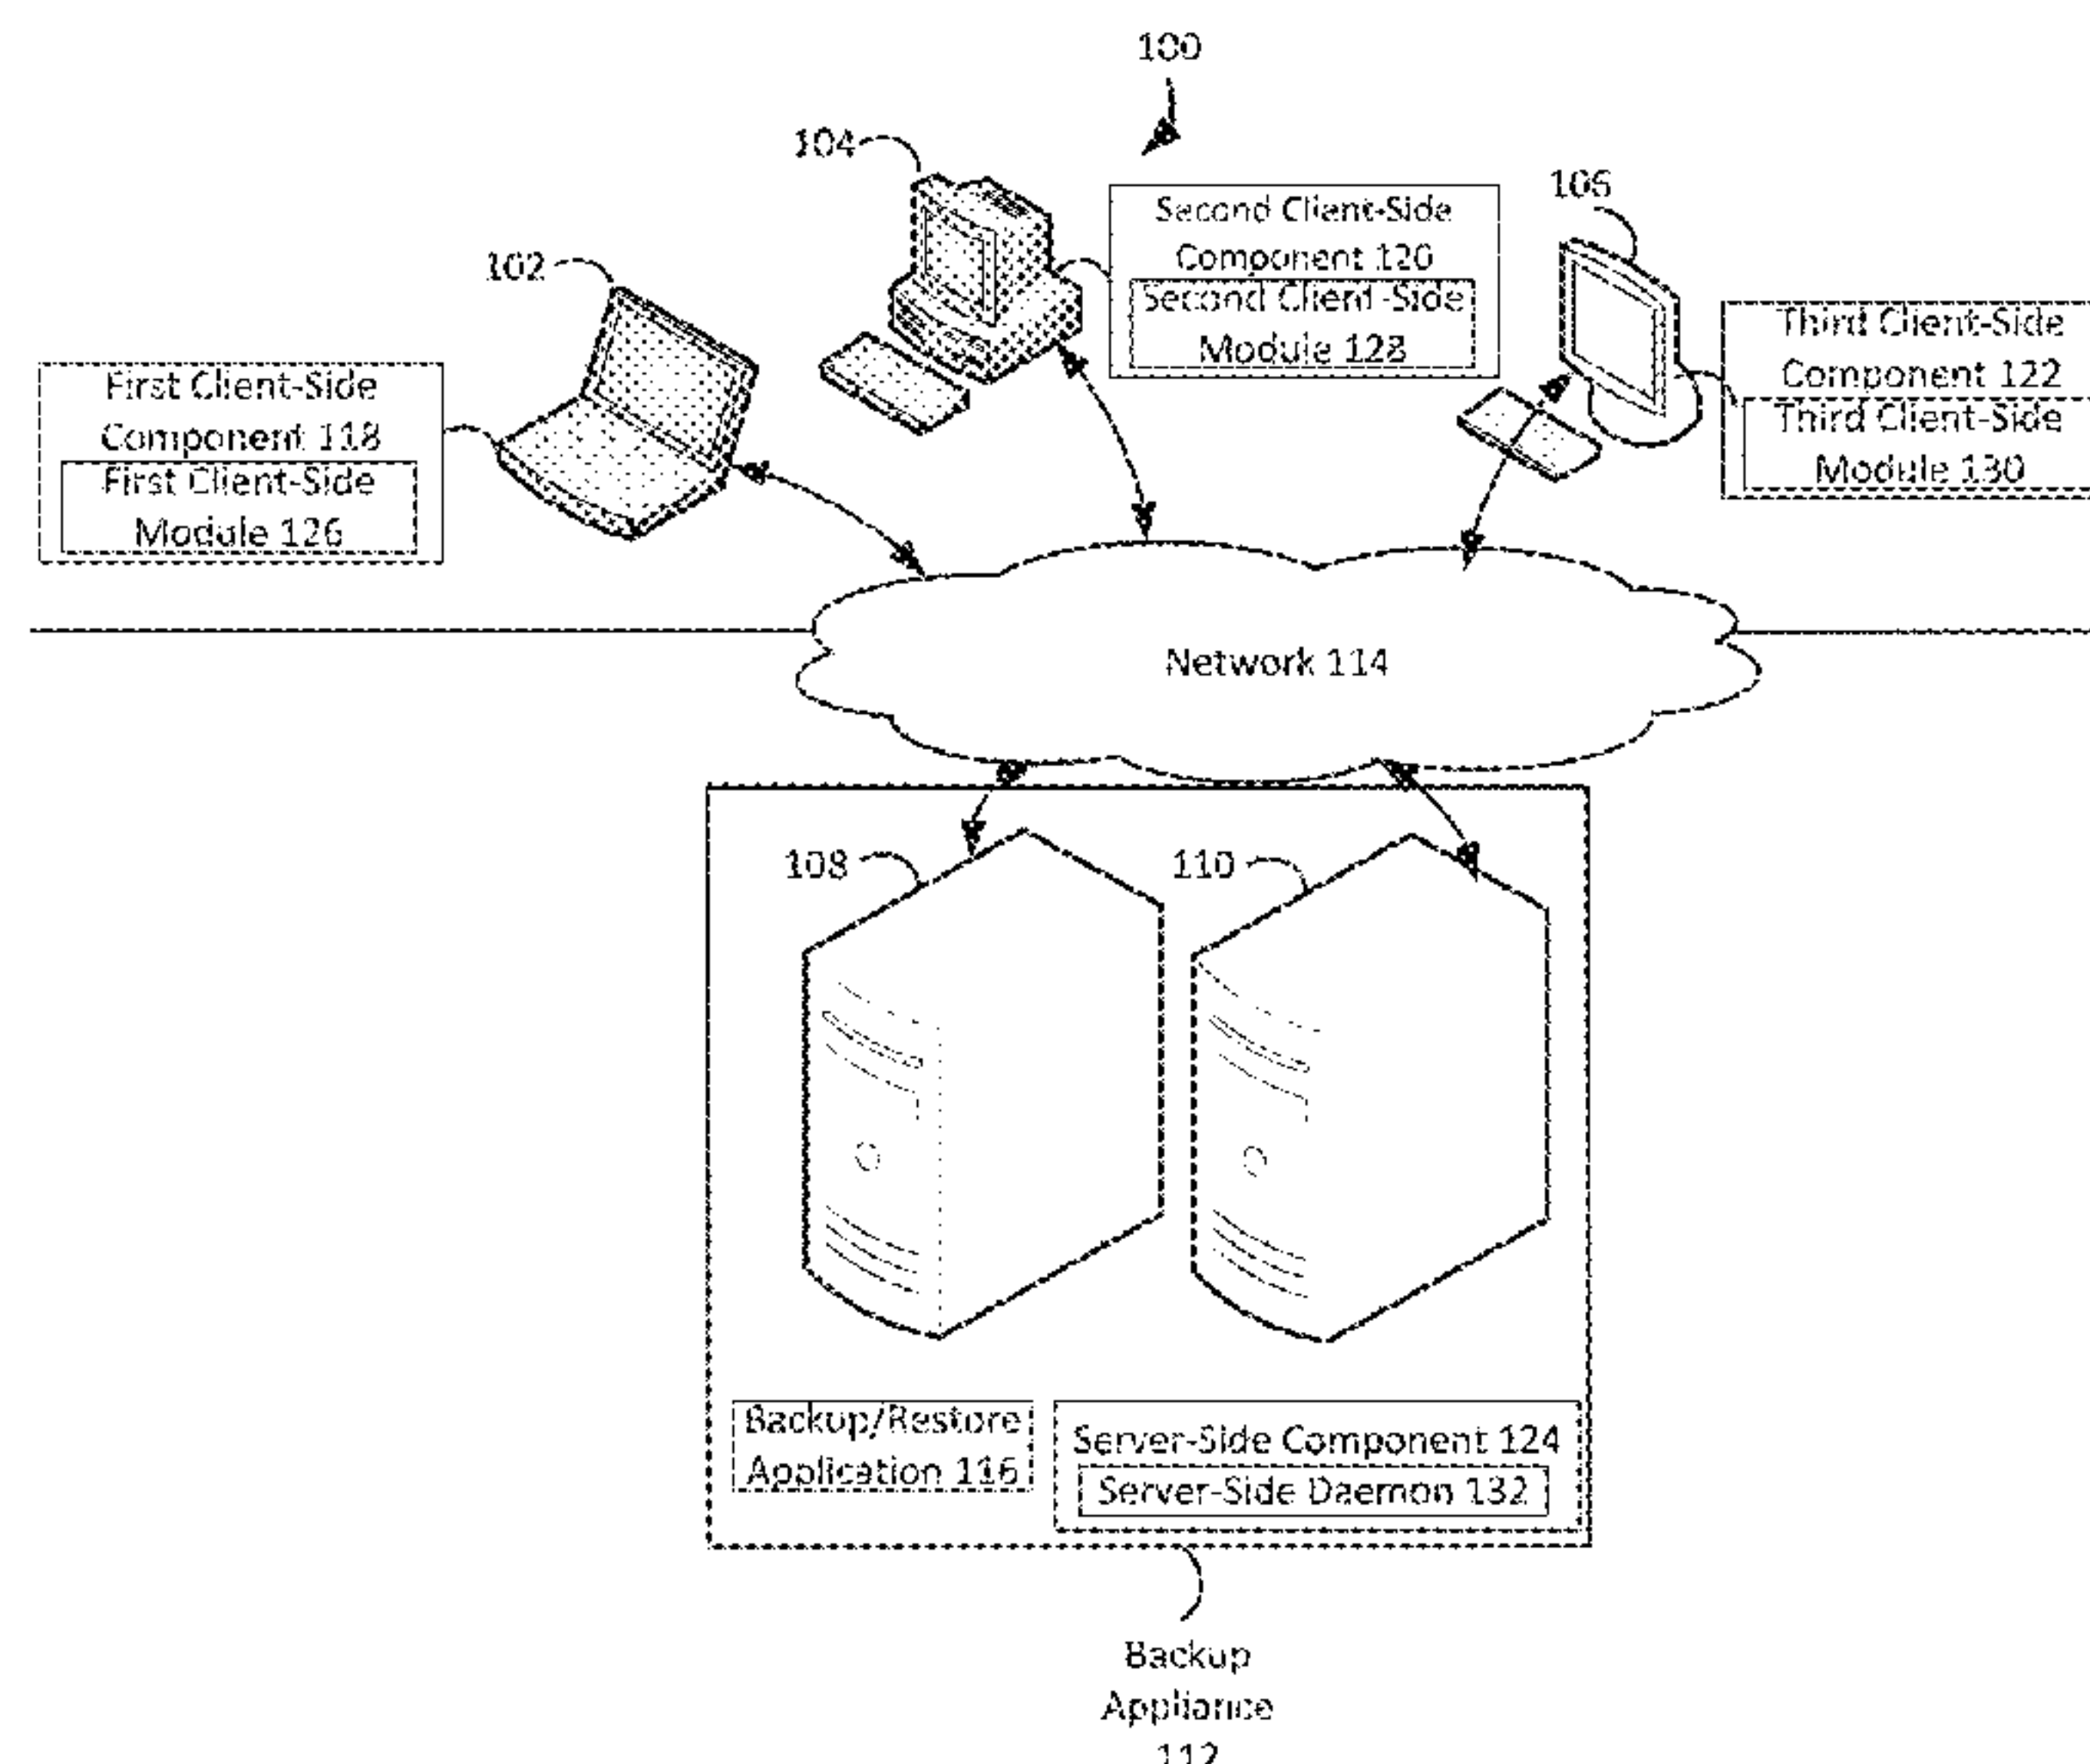 100
104
106
102
Second Client-Side
Component 120
Second Client-Side
Module 128
Third Client-Side
Component 122
Third Client-Side
Module 130
First Client-Side
Component 118
First Client-Side
Module 126
Network 114
108
110
Backup/Restore
Application 116
Server-Side Component 124
Server-Side Daemon 132
Backup
Appliance
112